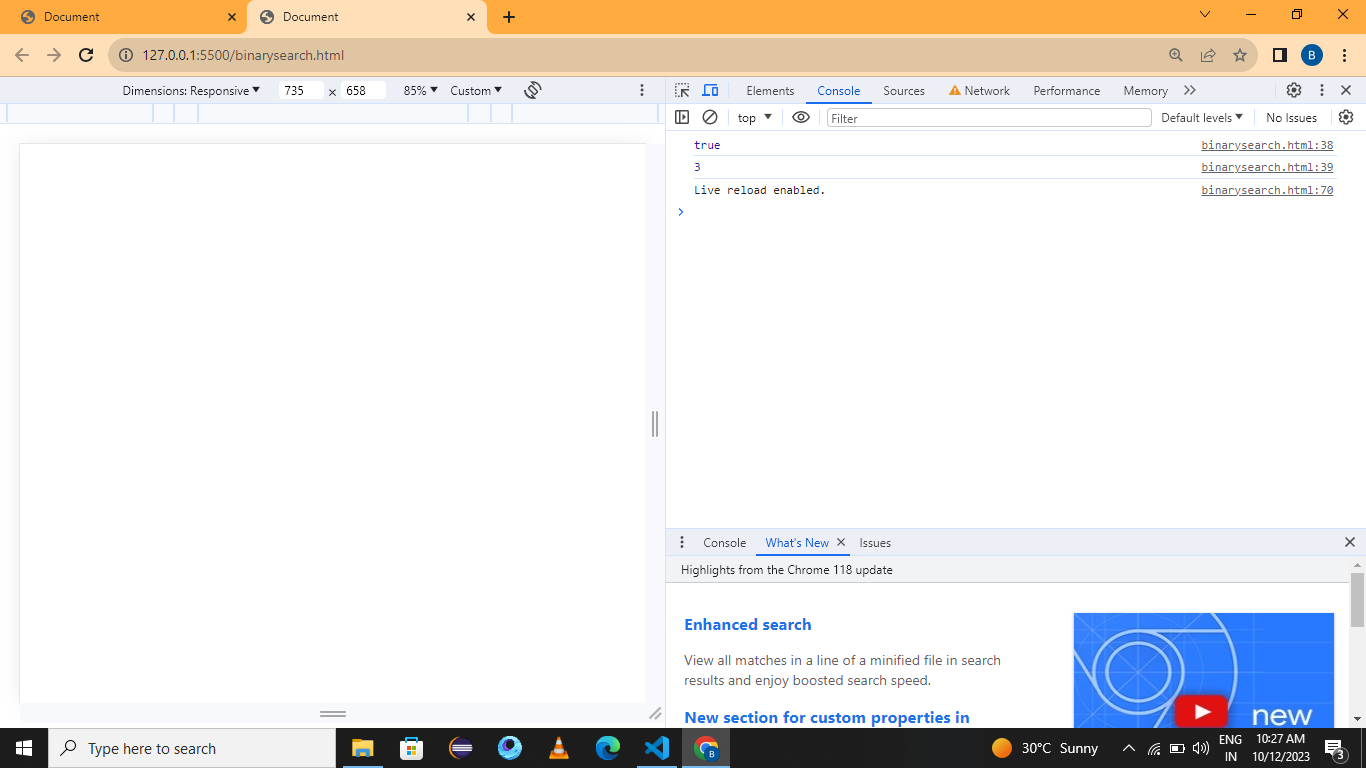 Document
Document
127.0.0.1:5500/binarysearch.html
B
Dimensions: Responsive 735 × 658 85% Custom
Elements Console Sources Network Performance Memory
top Filter Default levels No Issues
true binarysearch.html:38
3 binarysearch.html:39
Live reload enabled. binarysearch.html:70
Console What's New Issues
Highlights from the Chrome 118 update
Enhanced search
View all matches in a line of a minified file in search
results and enjoy boosted search speed.
New section for custom properties in
new
Type here to search
B
30°C Sunny
ENG
IN
10:27 AM
10/12/2023
3